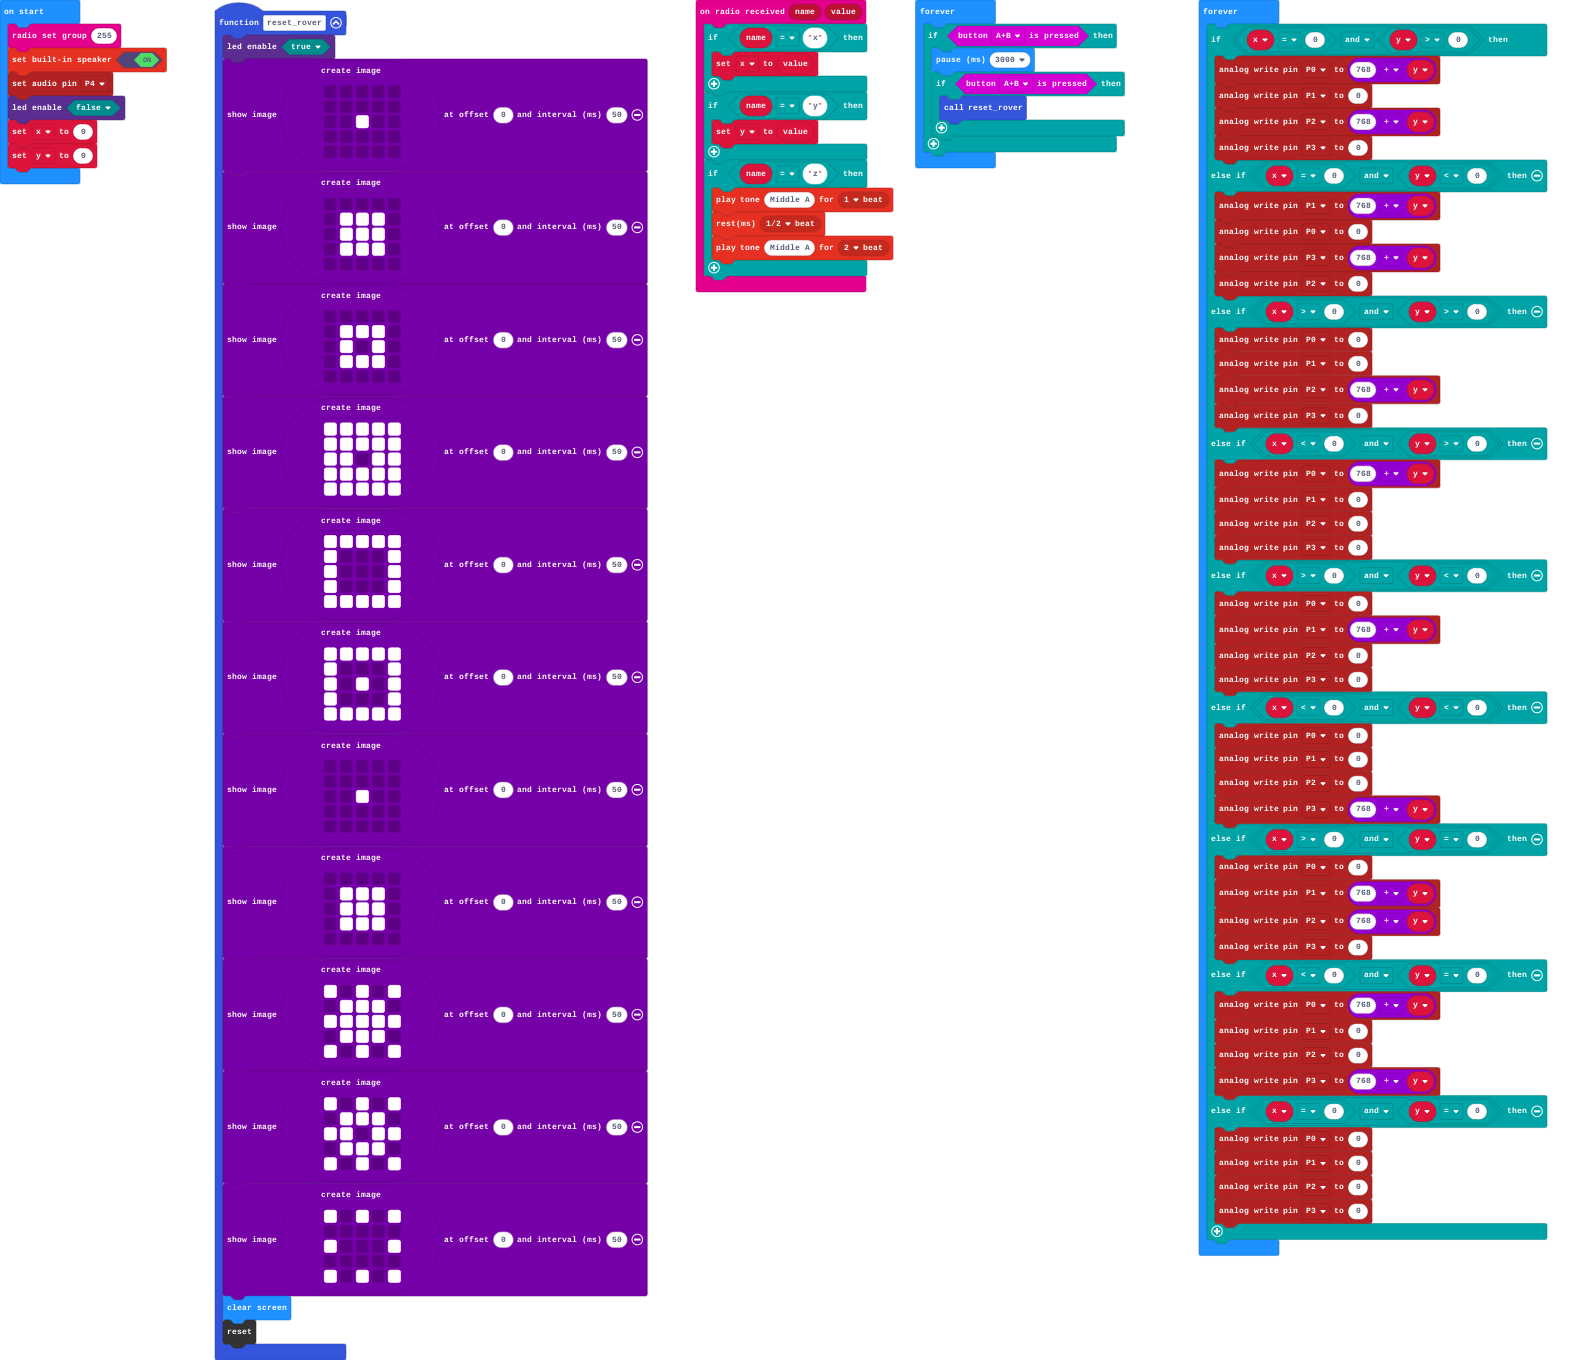 on start
radio set group 255
set built-in speaker ON
set audio pin P4
led enable false
set x to 0
set y to 0
function reset_rover
led enable true
create image
show image at offset 0 and interval (ms) 50
create image
show image at offset 0 and interval (ms) 50
create image
show image at offset 0 and interval (ms) 50
create image
show image at offset 0 and interval (ms) 50
create image
show image at offset 0 and interval (ms) 50
create image
show image at offset 0 and interval (ms) 50
create image
show image at offset 0 and interval (ms) 50
create image
show image at offset 0 and interval (ms) 50
create image
show image at offset 0 and interval (ms) 50
create image
show image at offset 0 and interval (ms) 50
create image
show image at offset 0 and interval (ms) 50
clear screen
reset
on radio received name value
if name = "x" then
set x to value
if name = "y" then
set y to value
if name = "z" then
play tone Middle A for 1 beat
rest(ms) 1/2 beat
play tone Middle A for 2 beat
forever
if button A+B is pressed then
pause (ms) 3000
if button A+B is pressed then
call reset_rover
forever
if x = 0 and y > 0 then
analog write pin P0 to 768 + y
analog write pin P1 to 0
analog write pin P2 to 768 + y
analog write pin P3 to 0
else if x = 0 and y < 0 then
analog write pin P1 to 768 + y
analog write pin P0 to 0
analog write pin P3 to 768 + y
analog write pin P2 to 0
else if x > 0 and y > 0 then
analog write pin P0 to 0
analog write pin P1 to 0
analog write pin P2 to 768 + y
analog write pin P3 to 0
else if x < 0 and y > 0 then
analog write pin P0 to 768 + y
analog write pin P1 to 0
analog write pin P2 to 0
analog write pin P3 to 0
else if x > 0 and y < 0 then
analog write pin P0 to 0
analog write pin P1 to 768 + y
analog write pin P2 to 0
analog write pin P3 to 0
else if x < 0 and y < 0 then
analog write pin P0 to 0
analog write pin P1 to 0
analog write pin P2 to 0
analog write pin P3 to 768 + y
else if x > 0 and y = 0 then
analog write pin P0 to 0
analog write pin P1 to 768 + y
analog write pin P2 to 768 + y
analog write pin P3 to 0
else if x < 0 and y = 0 then
analog write pin P0 to 768 + y
analog write pin P1 to 0
analog write pin P2 to 0
analog write pin P3 to 768 + y
else if x = 0 and y = 0 then
analog write pin P0 to 0
analog write pin P1 to 0
analog write pin P2 to 0
analog write pin P3 to 0